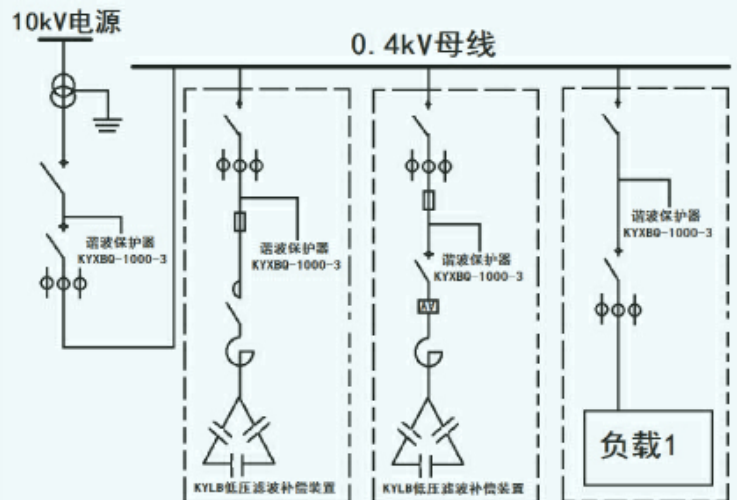 10kV电源
0.4kV母线
谐波保护器
KYXBQ-1000-3
谐波保护器
KYXBQ-1000-3
谐波保护器
KYXBQ-1000-3
谐波保护器
KYXBQ-1000-3
负载1
KYLB低压滤波补偿装置
KYLB低压滤波补偿装置